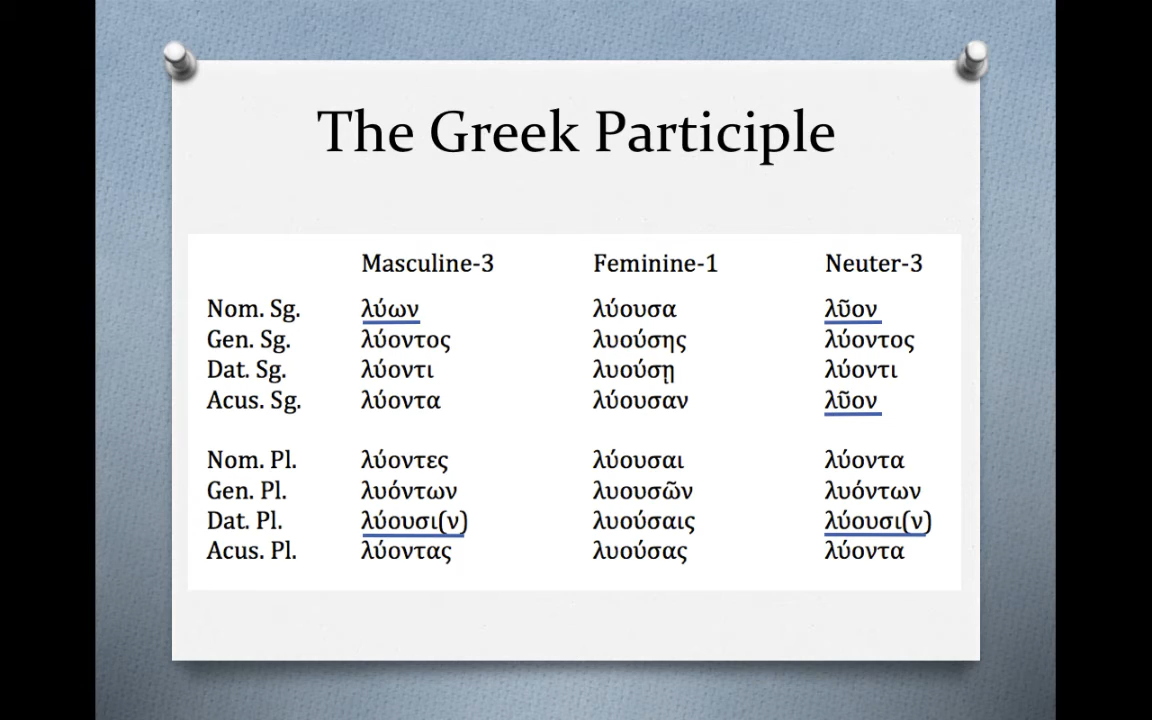 The Greek Participle
Masculine-3 Feminine-1 Neuter-3
Nom. Sg. λύων λύουσα λῦον
Gen. Sg. λύοντος λυούσης λύοντος
Dat. Sg. λύοντι λυούσῃ λύοντι
Acus. Sg. λύοντα λύουσαν λῦον
Nom. Pl. λύοντες λύουσαι λύοντα
Gen. Pl. λυόντων λυουσῶν λυόντων
Dat. Pl. λύουσι(ν) λυούσαις λύουσι(ν)
Acus. Pl. λύοντας λυούσας λύοντα